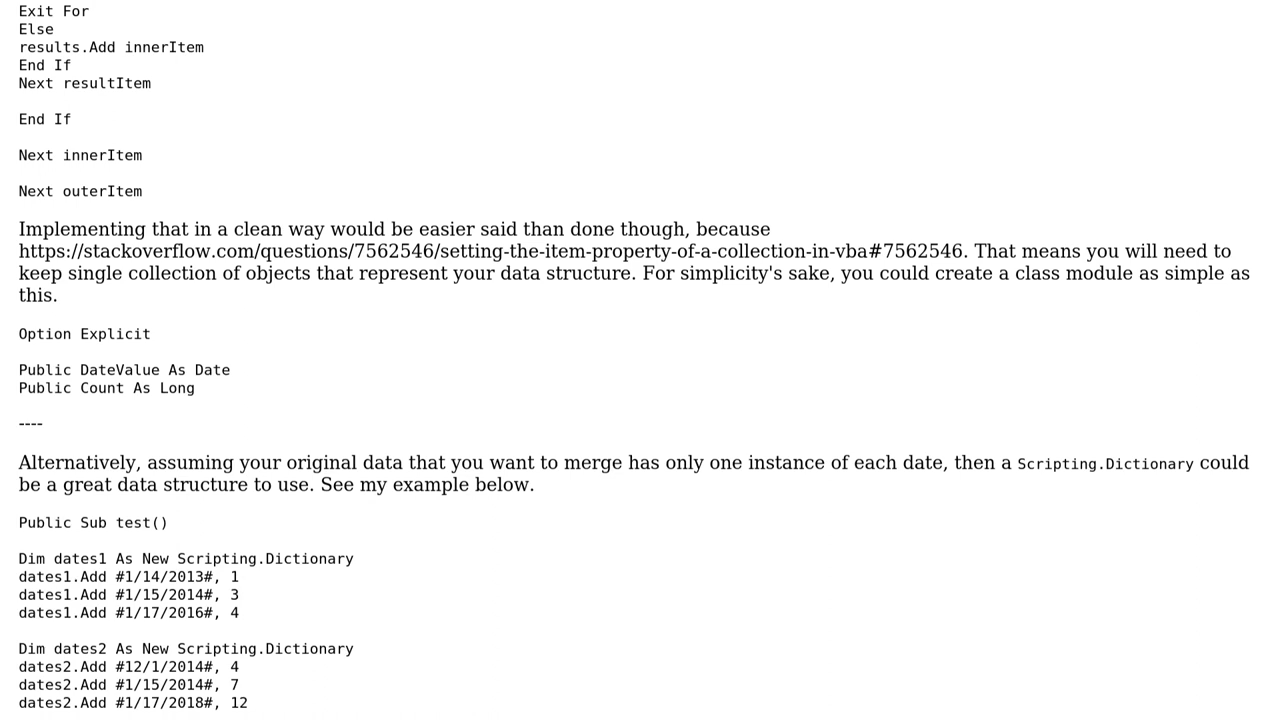 Exit For
Else
results.Add innerItem
End If
Next resultItem
End If
Next innerItem
Next outerItem
Implementing that in a clean way would be easier said than done though, because
https://stackoverflow.com/questions/7562546/setting-the-item-property-of-a-collection-in-vba#7562546. That means you will need to
keep single collection of objects that represent your data structure. For simplicity's sake, you could create a class module as simple as
this.
Option Explicit
Public DateValue As Date
Public Count As Long
----
Alternatively, assuming your original data that you want to merge has only one instance of each date, then a Scripting.Dictionary could
be a great data structure to use. See my example below.
Public Sub test()
Dim dates1 As New Scripting.Dictionary
dates1.Add #1/14/2013#, 1
dates1.Add #1/15/2014#, 3
dates1.Add #1/17/2016#, 4
Dim dates2 As New Scripting.Dictionary
dates2.Add #12/1/2014#, 4
dates2.Add #1/15/2014#, 7
dates2.Add #1/17/2018#, 12